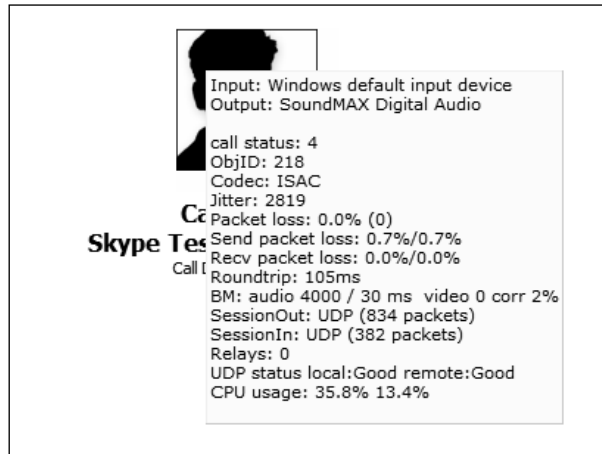 Input: Windows default input device
Output: SoundMAX Digital Audio
call status: 4
ObjID: 218
Codec: ISAC
Jitter: 2819
Packet loss: 0.0% (0)
Send packet loss: 0.7%/0.7%
Recv packet loss: 0.0%/0.0%
Roundtrip: 105ms
BM: audio 4000 / 30 ms video 0 corr 2%
SessionOut: UDP (834 packets)
SessionIn: UDP (382 packets)
Relays: 0
UDP status local:Good remote:Good
CPU usage: 35.8% 13.4%
Skype
Call